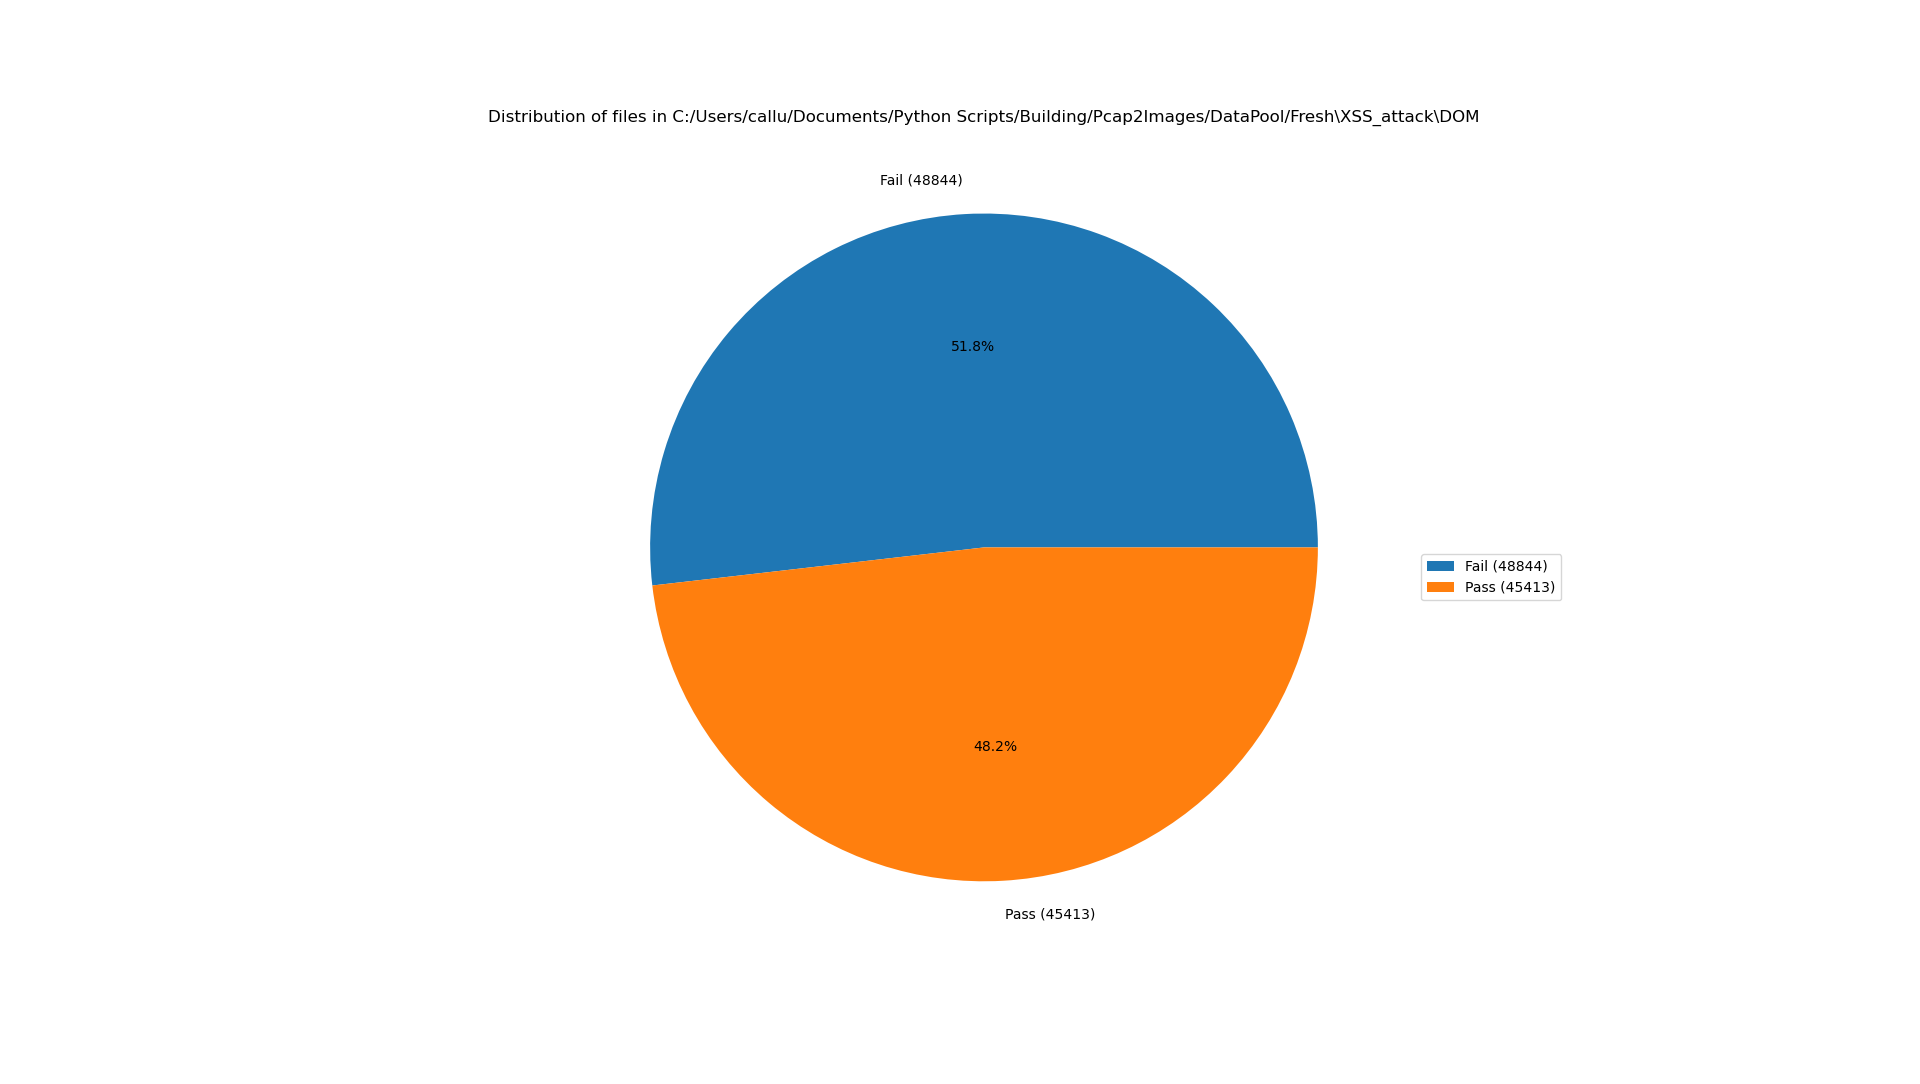 Distribution of files in C:/Users/callu/Documents/Python Scripts/Building/Pcap2Images/DataPool/Fresh\XSS_attack\DOM
Fail (48844)
51.8%
Fail (48844)
Pass (45413)
48.2%
Pass (45413)